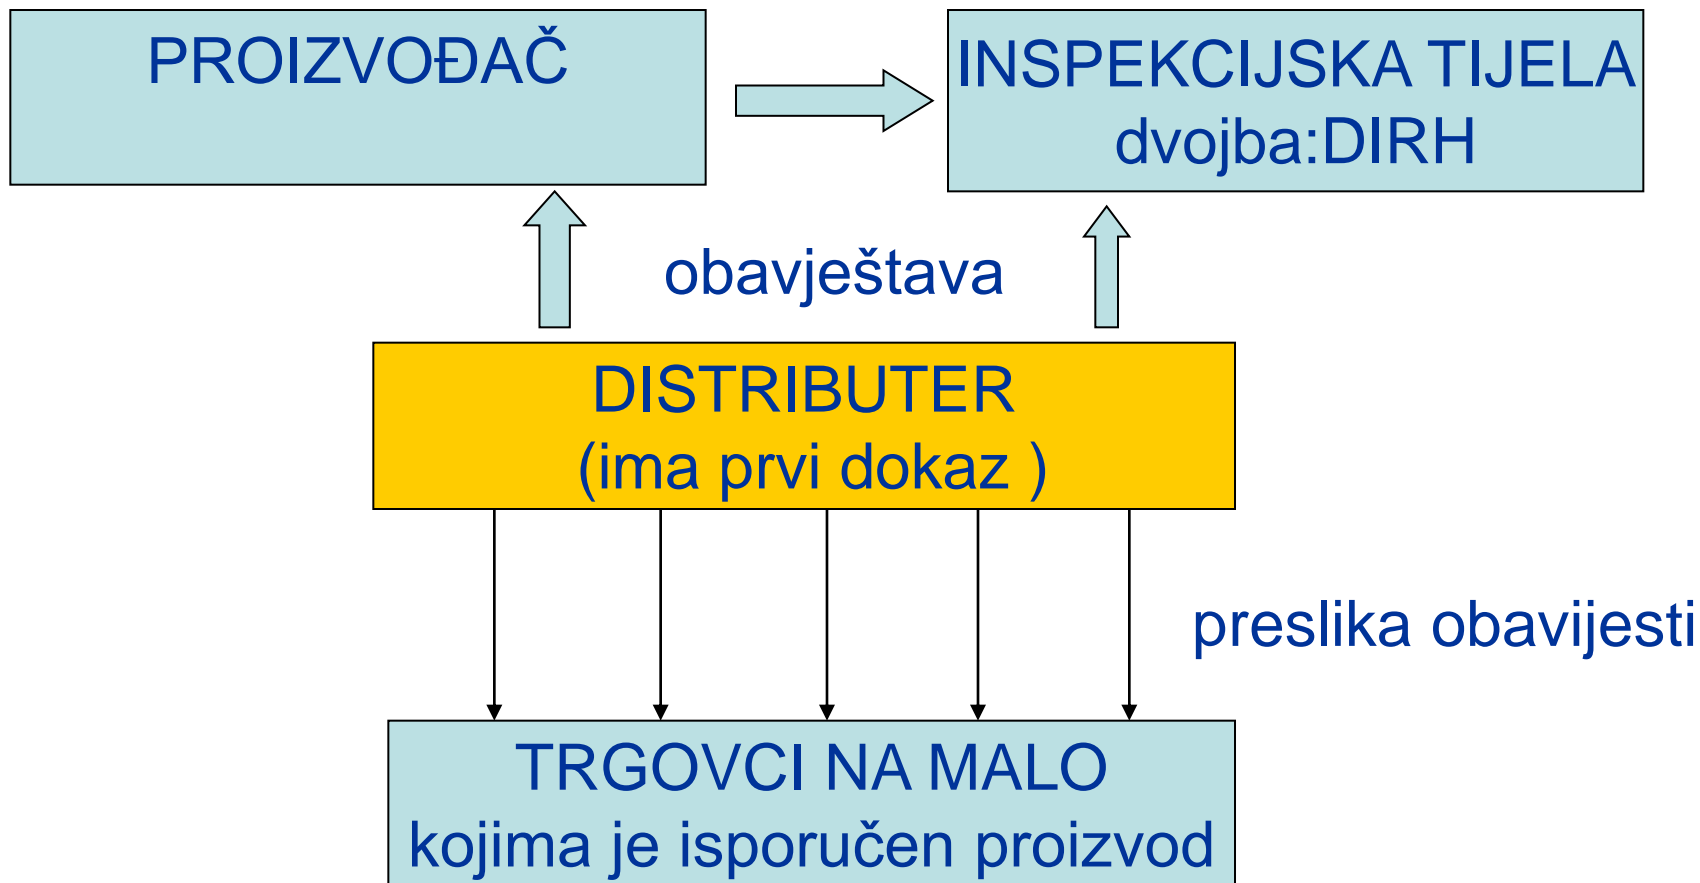 PROIZVOĐAČ
INSPEKCIJSKA TIJELA
dvojba:DIRH
obavještava
DISTRIBUTER
(ima prvi dokaz )
preslika obavijesti
TRGOVCI NA MALO
kojima je isporučen proizvod